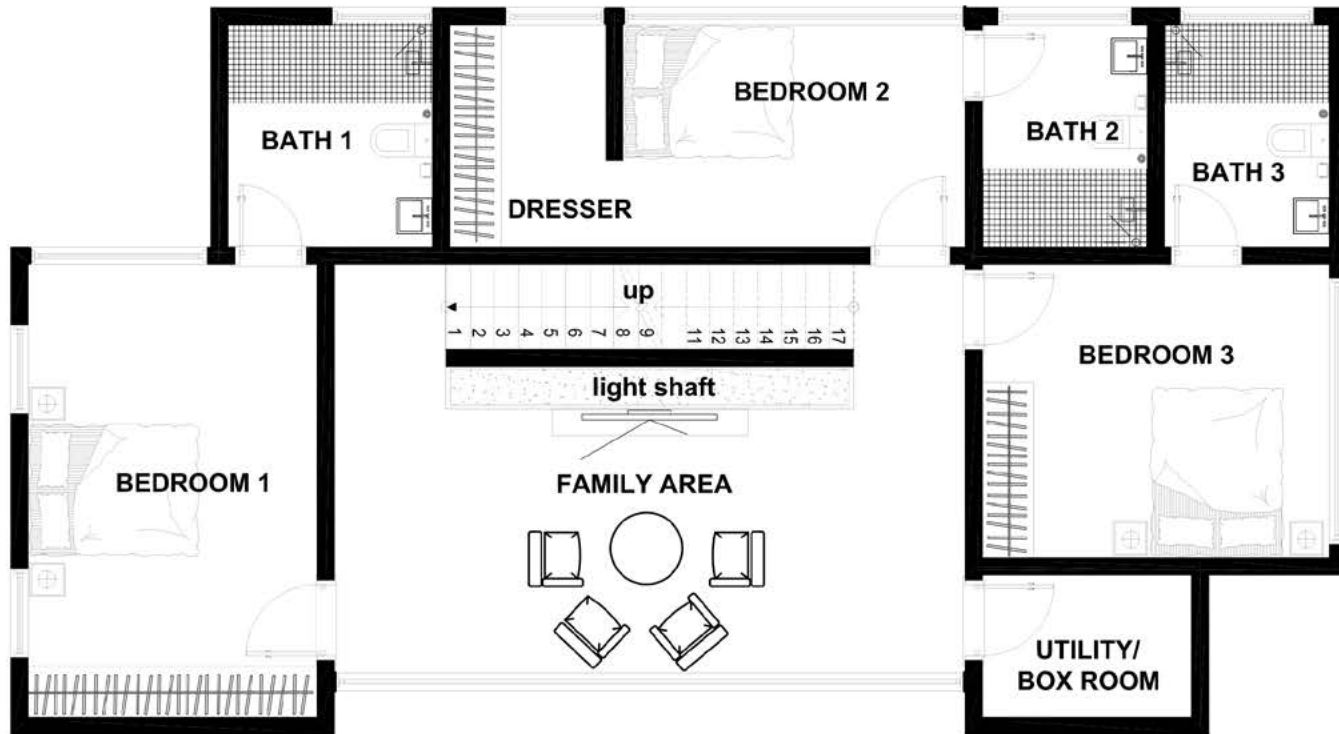 BATH 1
BEDROOM 2
BATH 2
BATH 3
DRESSER
up
1 2 3 4 5 6 7 8 9 11 12 13 14 15 16 17
light shaft
BEDROOM 3
BEDROOM 1
FAMILY AREA
UTILITY/
BOX ROOM